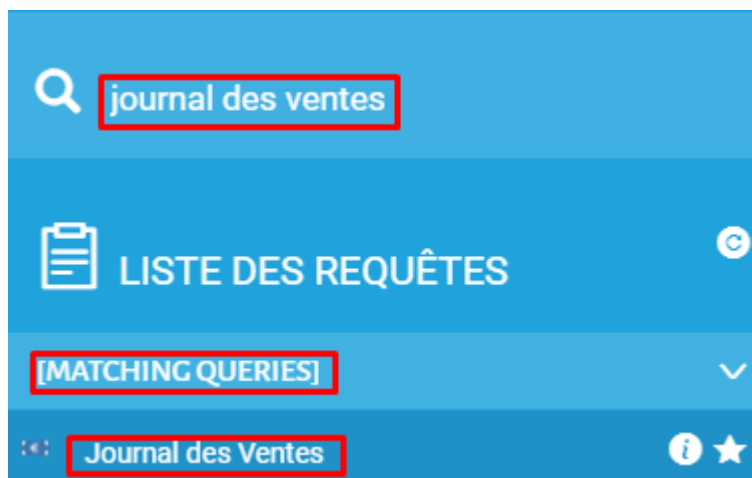 journal des ventes
LISTE DES REQUÊTES
[MATCHING QUERIES]
Journal des Ventes